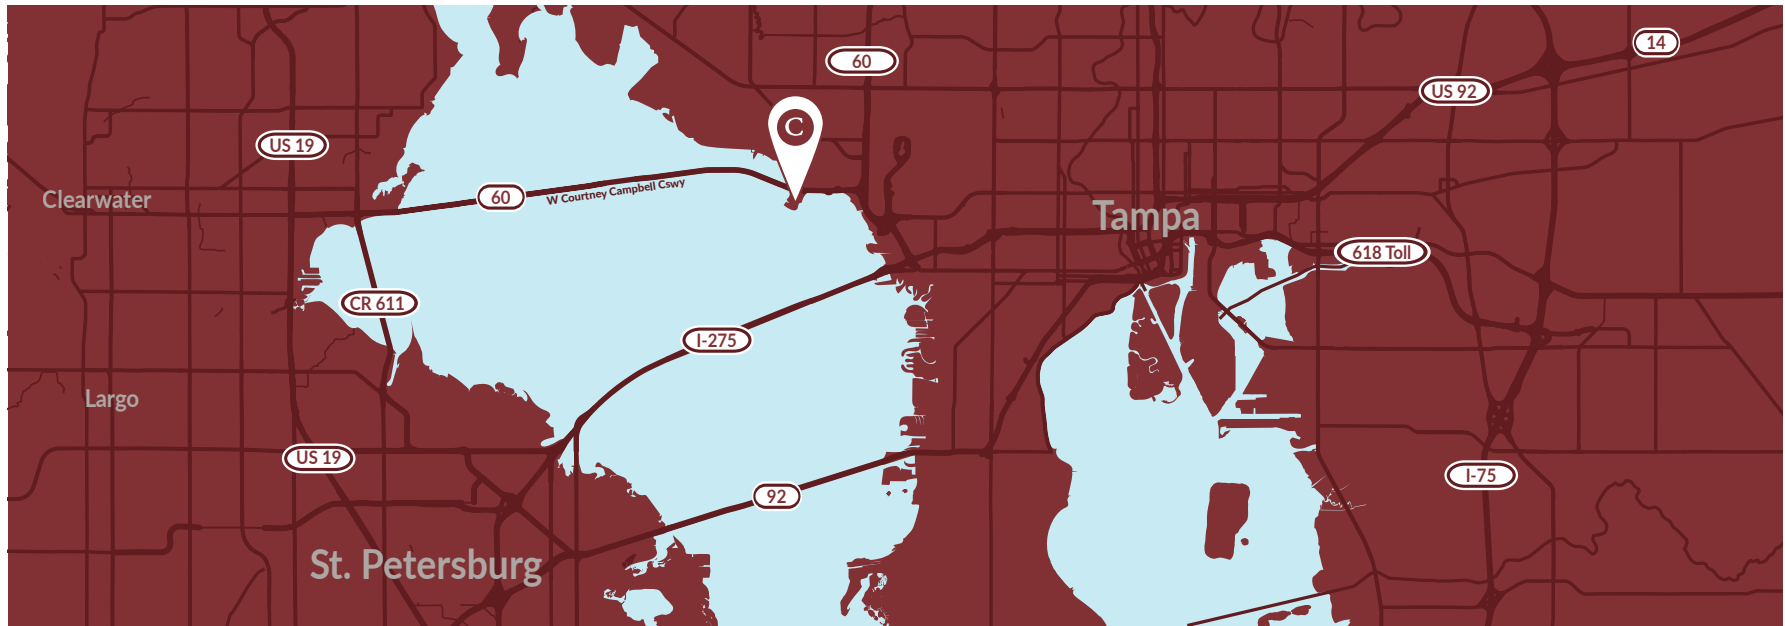 14
60
US 92
C
US 19
Clearwater
60
W Courtney Campbell Cswy
Tampa
618 Toll
CR 611
I-275
Largo
US 19
I-75
92
St. Petersburg